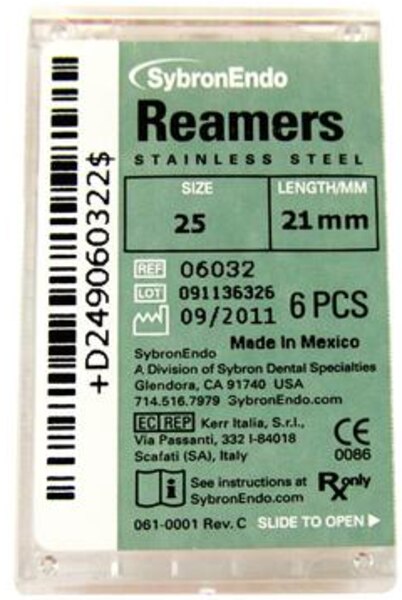 SybronEndo
Reamers
STAINLESS STEEL
SIZE
25
LENGTH/MM
21mm
REF 06032
LOT 091136326
09/2011
6 PCS
Made In Mexico
SybronEndo
A Division of Sybron Dental Specialties
Glendora, CA 91740 USA
714.516.7979 SybronEndo.com
EC REP Kerr Italia, S.r.l.,
Via Passanti, 332 I-84018
Scafati (SA), Italy
CE
0086
i
See instructions at
SybronEndo.com
Rx only
061-0001 Rev. C SLIDE TO OPEN
+D249060322$